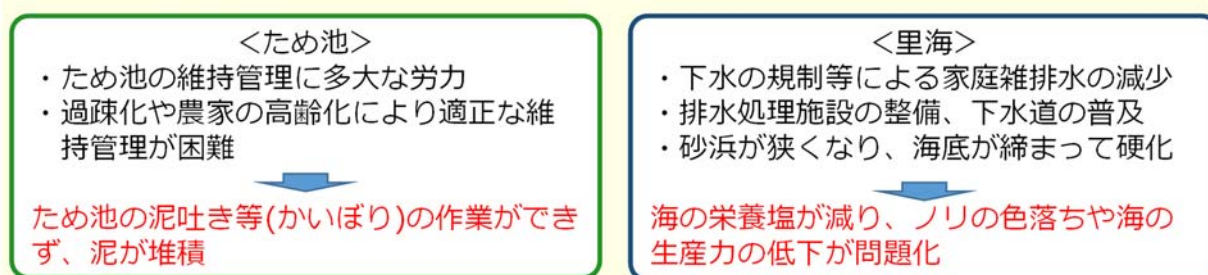 ＜ため池＞
・ため池の維持管理に多大な労力
・過疎化や農家の高齢化により適正な維
持管理が困難
ため池の泥吐き等(かいぼり)の作業ができ
ず、泥が堆積
＜里海＞
・下水の規制等による家庭雑排水の減少
・排水処理施設の整備、下水道の普及
・砂浜が狭くなり、海底が締まって硬化
海の栄養塩が減り、ノリの色落ちや海の
生産力の低下が問題化